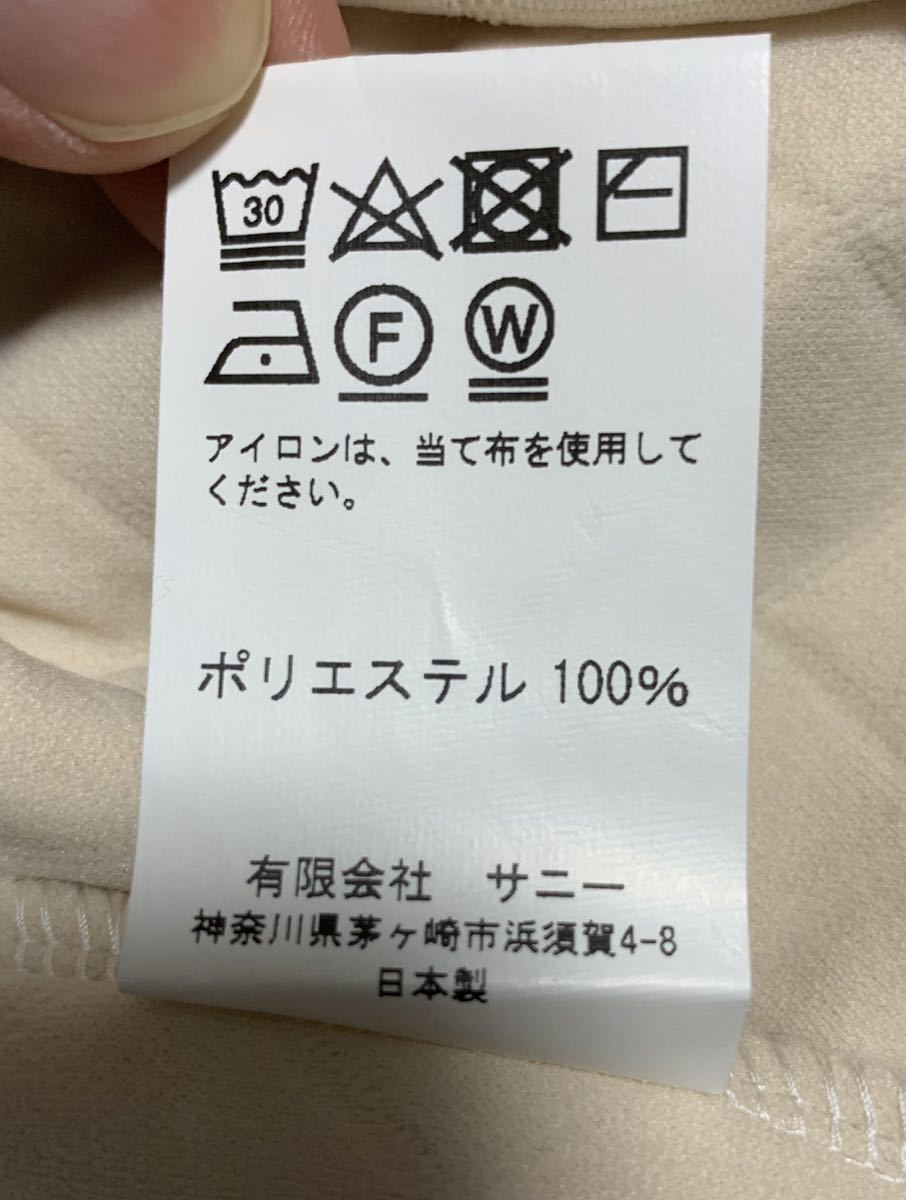 30
F W
アイロンは、当て布を使用して
ください。
ポリエステル 100%
有限会社 サニー
神奈川県茅ヶ崎市浜須賀4-8
日本製